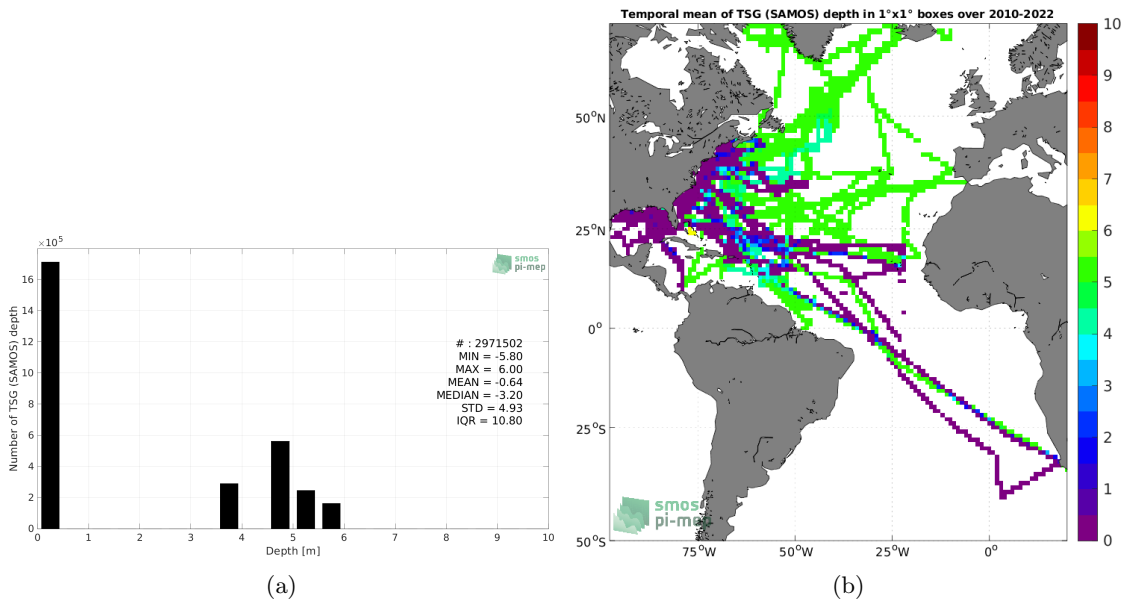 ×10⁵
16
14
12
10
8
6
4
2
0
Number of TSG (SAMOS) depth
smos
pi-mep
# : 2971502
MIN = -5.80
MAX = 6.00
MEAN = -0.64
MEDIAN = -3.20
STD = 4.93
IQR = 10.80
0 1 2 3 4 5 6 7 8 9 10
Depth [m]
(a)
Temporal mean of TSG (SAMOS) depth in 1°x1° boxes over 2010-2022
50°N
25°N
0°
25°S
50°S
75°W 50°W 25°W 0°
smos
pi-mep
10
9
8
7
6
5
4
3
2
1
0
(b)